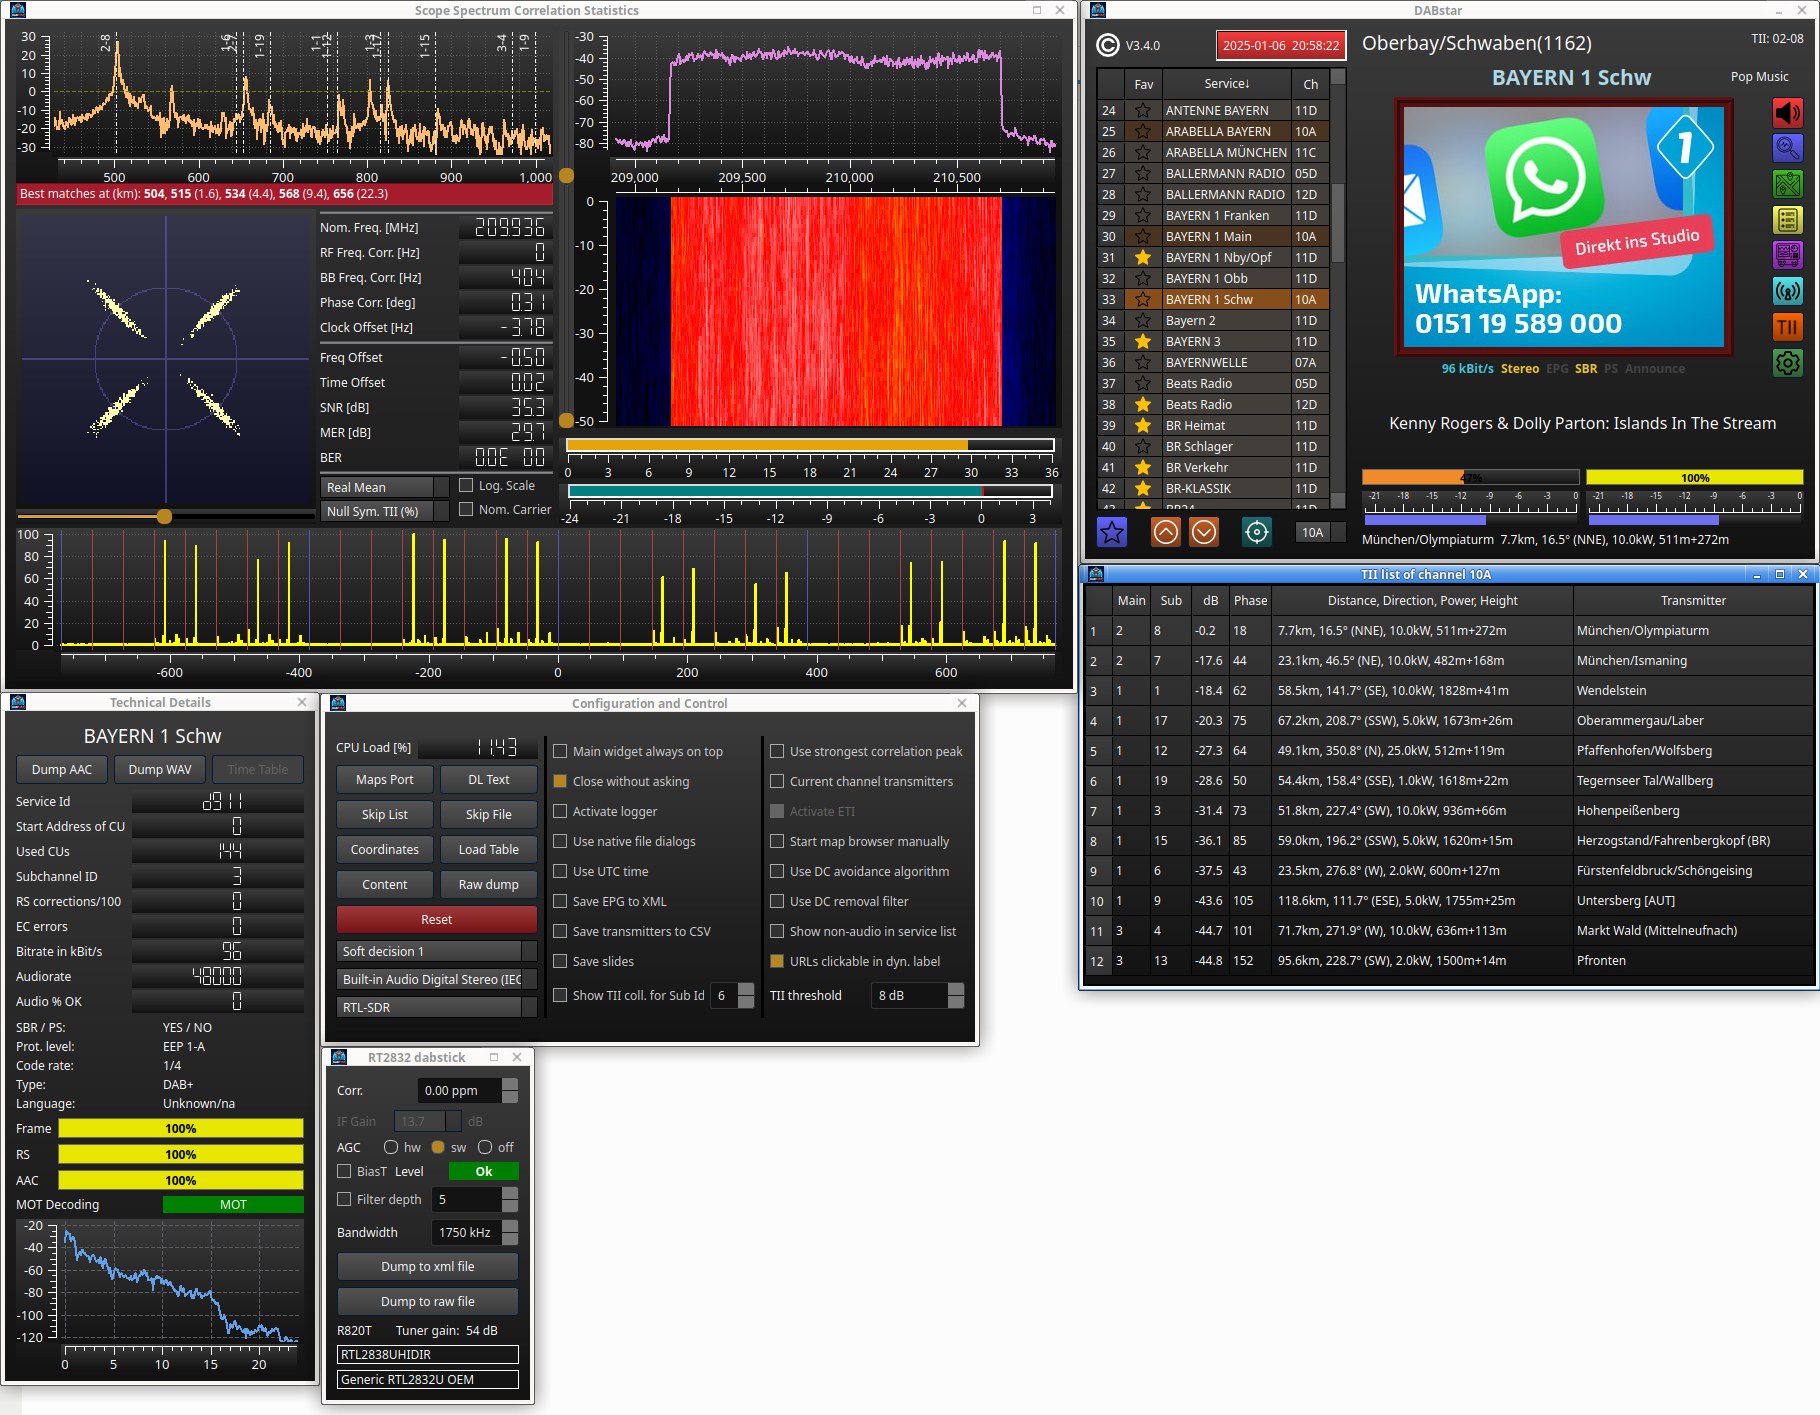 Scope Spectrum Correlation Statistics
30
20
10
0
-10
-20
-30
2-8
1-19
1-1
1-12
1-15
3-4
1-9
500 600 700 800 900 1,000
Best matches at (km): 504, 515 (1.6), 534 (4.4), 568 (9.4), 656 (22.3)
Nom. Freq. [MHz] 209.936
RF Freq. Corr. [Hz] 0
BB Freq. Corr. [Hz] 404
Phase Corr. [deg] 0.31
Clock Offset [Hz] -3.78
Freq Offset -0.50
Time Offset 0.02
SNR [dB] 35.3
MER [dB] 29.7
BER 0.0E 00
Real Mean
Log. Scale
Null Sym. TII (%)
Nom. Carrier
-30
-40
-50
-60
-70
-80
209,000 209,500 210,000 210,500
0
-10
-20
-30
-40
-50
0 3 6 9 12 15 18 21 24 27 30 33 36
-24 -21 -18 -15 -12 -9 -6 -3 0 3
100
80
60
40
20
0
-600 -400 -200 0 200 400 600
DABstar
V3.4.0
2025-01-06 20:58:22
Oberbay/Schwaben(1162)
TII: 02-08
BAYERN 1 Schw
Pop Music
Fav Service↓ Ch
24 ANTENNE BAYERN 11D
25 ARABELLA BAYERN 10A
26 ARABELLA MÜNCHEN 11C
27 BALLERMANN RADIO 05D
28 BALLERMANN RADIO 12D
29 BAYERN 1 Franken 11D
30 BAYERN 1 Main 10A
31 BAYERN 1 Nby/Opf 11D
32 BAYERN 1 Obb 11D
33 BAYERN 1 Schw 10A
34 Bayern 2 11D
35 BAYERN 3 11D
36 BAYERNWELLE 07A
37 Beats Radio 05D
38 Beats Radio 12D
39 BR Heimat 11D
40 BR Schlager 11D
41 BR Verkehr 11D
42 BR-KLASSIK 11D
43 BR24 11D
10A
1
Direkt ins Studio
WhatsApp:
0151 19 589 000
TII
96 kBit/s Stereo EPG SBR PS Announce
Kenny Rogers & Dolly Parton: Islands In The Stream
47% 100%
-21 -18 -15 -12 -9 -6 -3 0 -21 -18 -15 -12 -9 -6 -3 0
München/Olympiaturm 7.7km, 16.5° (NNE), 10.0kW, 511m+272m
TII list of channel 10A
Main Sub dB Phase Distance, Direction, Power, Height Transmitter
1 2 8 -0.2 18 7.7km, 16.5° (NNE), 10.0kW, 511m+272m München/Olympiaturm
2 2 7 -17.6 44 23.1km, 46.5° (NE), 10.0kW, 482m+168m München/Ismaning
3 1 1 -18.4 62 58.5km, 141.7° (SE), 10.0kW, 1828m+41m Wendelstein
4 1 17 -20.3 75 67.2km, 208.7° (SSW), 5.0kW, 1673m+26m Oberammergau/Laber
5 1 12 -27.3 64 49.1km, 350.8° (N), 25.0kW, 512m+119m Pfaffenhofen/Wolfsberg
6 1 19 -28.6 50 54.4km, 158.4° (SSE), 1.0kW, 1618m+22m Tegernseer Tal/Wallberg
7 1 3 -31.4 73 51.8km, 227.4° (SW), 10.0kW, 936m+66m Hohenpeißenberg
8 1 15 -36.1 85 59.0km, 196.2° (SSW), 5.0kW, 1620m+15m Herzogstand/Fahrenbergkopf (BR)
9 1 6 -37.5 43 23.5km, 276.8° (W), 2.0kW, 600m+127m Fürstenfeldbruck/Schöngeising
10 1 9 -43.6 105 118.6km, 111.7° (ESE), 5.0kW, 1755m+25m Untersberg [AUT]
11 3 4 -44.7 101 71.7km, 271.9° (W), 10.0kW, 636m+113m Markt Wald (Mittelneufnach)
12 3 13 -44.8 152 95.6km, 228.7° (SW), 2.0kW, 1500m+14m Pfronten
Technical Details
BAYERN 1 Schw
Dump AAC Dump WAV Time Table
Service Id d911
Start Address of CU 0
Used CUs 144
Subchannel ID 3
RS corrections/100 0
EC errors 0
Bitrate in kBit/s 96
Audiorate 48000
Audio % OK 0
SBR / PS: YES / NO
Prot. level: EEP 1-A
Code rate: 1/4
Type: DAB+
Language: Unknown/na
Frame 100%
RS 100%
AAC 100%
MOT Decoding MOT
-20
-40
-60
-80
-100
-120
0 5 10 15 20
Configuration and Control
CPU Load [%] 11.43
Maps Port DL Text
Skip List Skip File
Coordinates Load Table
Content Raw dump
Reset
Soft decision 1
Built-in Audio Digital Stereo (IEC
RTL-SDR
Main widget always on top
Close without asking
Activate logger
Use native file dialogs
Use UTC time
Save EPG to XML
Save transmitters to CSV
Save slides
Show TII coll. for Sub Id 6
Use strongest correlation peak
Current channel transmitters
Activate ETI
Start map browser manually
Use DC avoidance algorithm
Use DC removal filter
Show non-audio in service list
URLs clickable in dyn. label
TII threshold 8 dB
RT2832 dabstick
Corr. 0.00 ppm
IF Gain 13.7 dB
AGC hw sw off
BiasT Level Ok
Filter depth 5
Bandwidth 1750 kHz
Dump to xml file
Dump to raw file
R820T Tuner gain: 54 dB
RTL2838UHIDIR
Generic RTL2832U OEM